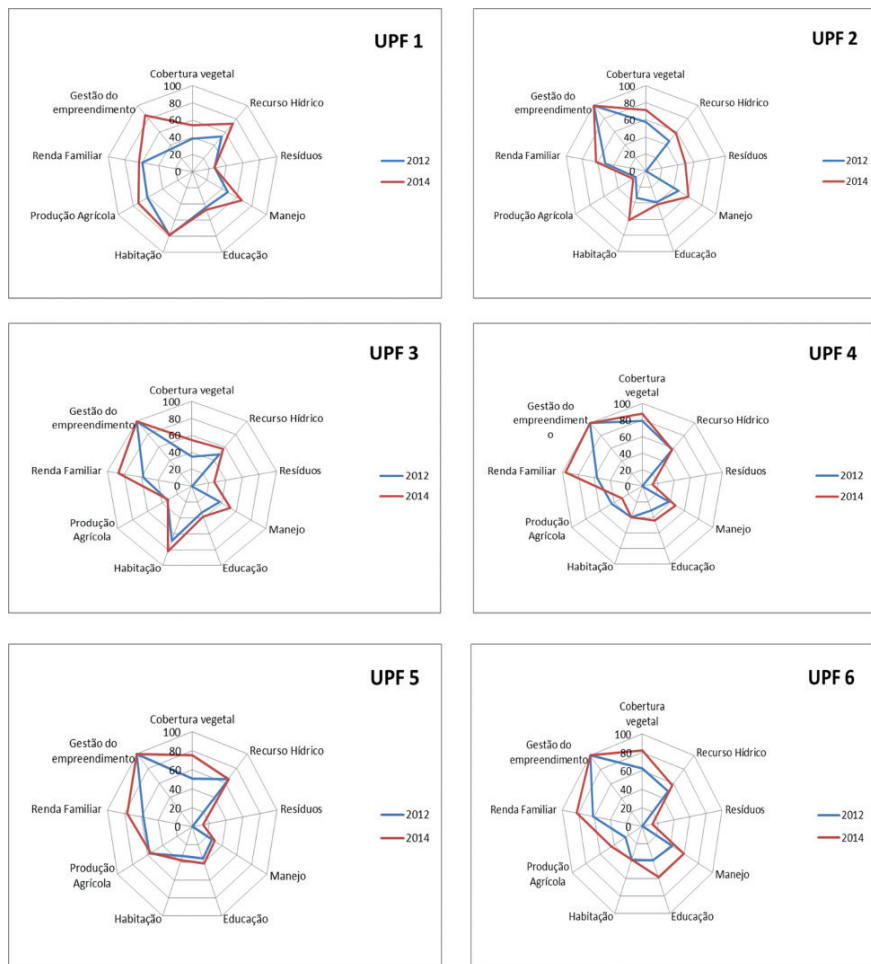 UPF 1
Cobertura vegetal
100
80
60
40
20
0
Recurso Hídrico
Resíduos
Manejo
Educação
Habitação
Produção Agrícola
Renda Familiar
Gestão do
empreendimento
2012
2014
UPF 2
Cobertura vegetal
100
80
60
40
20
0
Recurso Hídrico
Resíduos
Manejo
Educação
Habitação
Produção Agrícola
Renda Familiar
Gestão do
empreendimento
2012
2014
UPF 3
Cobertura vegetal
100
80
60
40
20
0
Recurso Hídrico
Resíduos
Manejo
Educação
Habitação
Produção
Agrícola
Renda Familiar
Gestão do
empreendimento
2012
2014
UPF 4
Cobertura
vegetal
100
80
60
40
20
0
Recurso Hídrico
Resíduos
Manejo
Educação
Habitação
Produção
Agrícola
Renda Familiar
Gestão do
empreendiment
o
2012
2014
UPF 5
Cobertura vegetal
100
80
60
40
20
0
Recurso Hídrico
Resíduos
Manejo
Educação
Habitação
Produção
Agrícola
Renda Familiar
Gestão do
empreendimento
2012
2014
UPF 6
Cobertura
vegetal
100
80
60
40
20
0
Recurso Hídrico
Resíduos
Manejo
Educação
Habitação
Produção
Agrícola
Renda Familiar
Gestão do
empreendimento
2012
2014